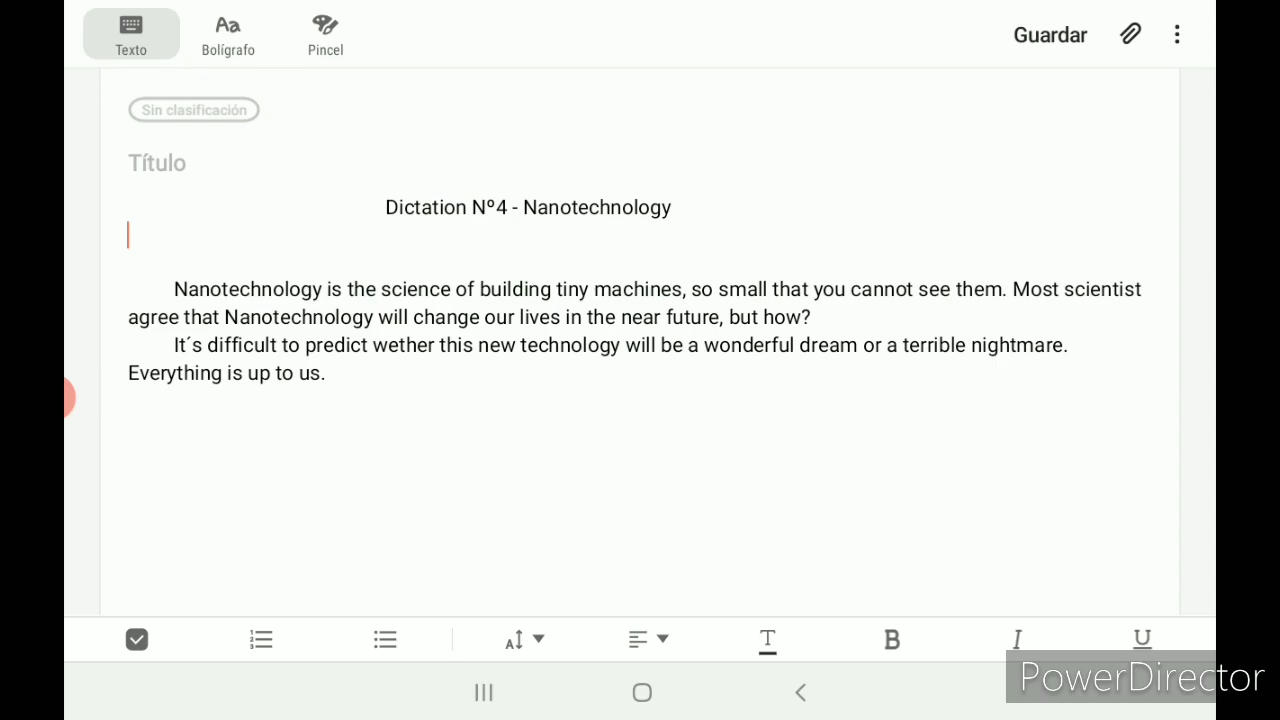 Texto Bolígrafo Pincel Guardar
Sin clasificación
Título
Dictation Nº4 - Nanotechnology
Nanotechnology is the science of building tiny machines, so small that you cannot see them. Most scientist
agree that Nanotechnology will change our lives in the near future, but how?
It´s difficult to predict wether this new technology will be a wonderful dream or a terrible nightmare.
Everything is up to us.
PowerDirector